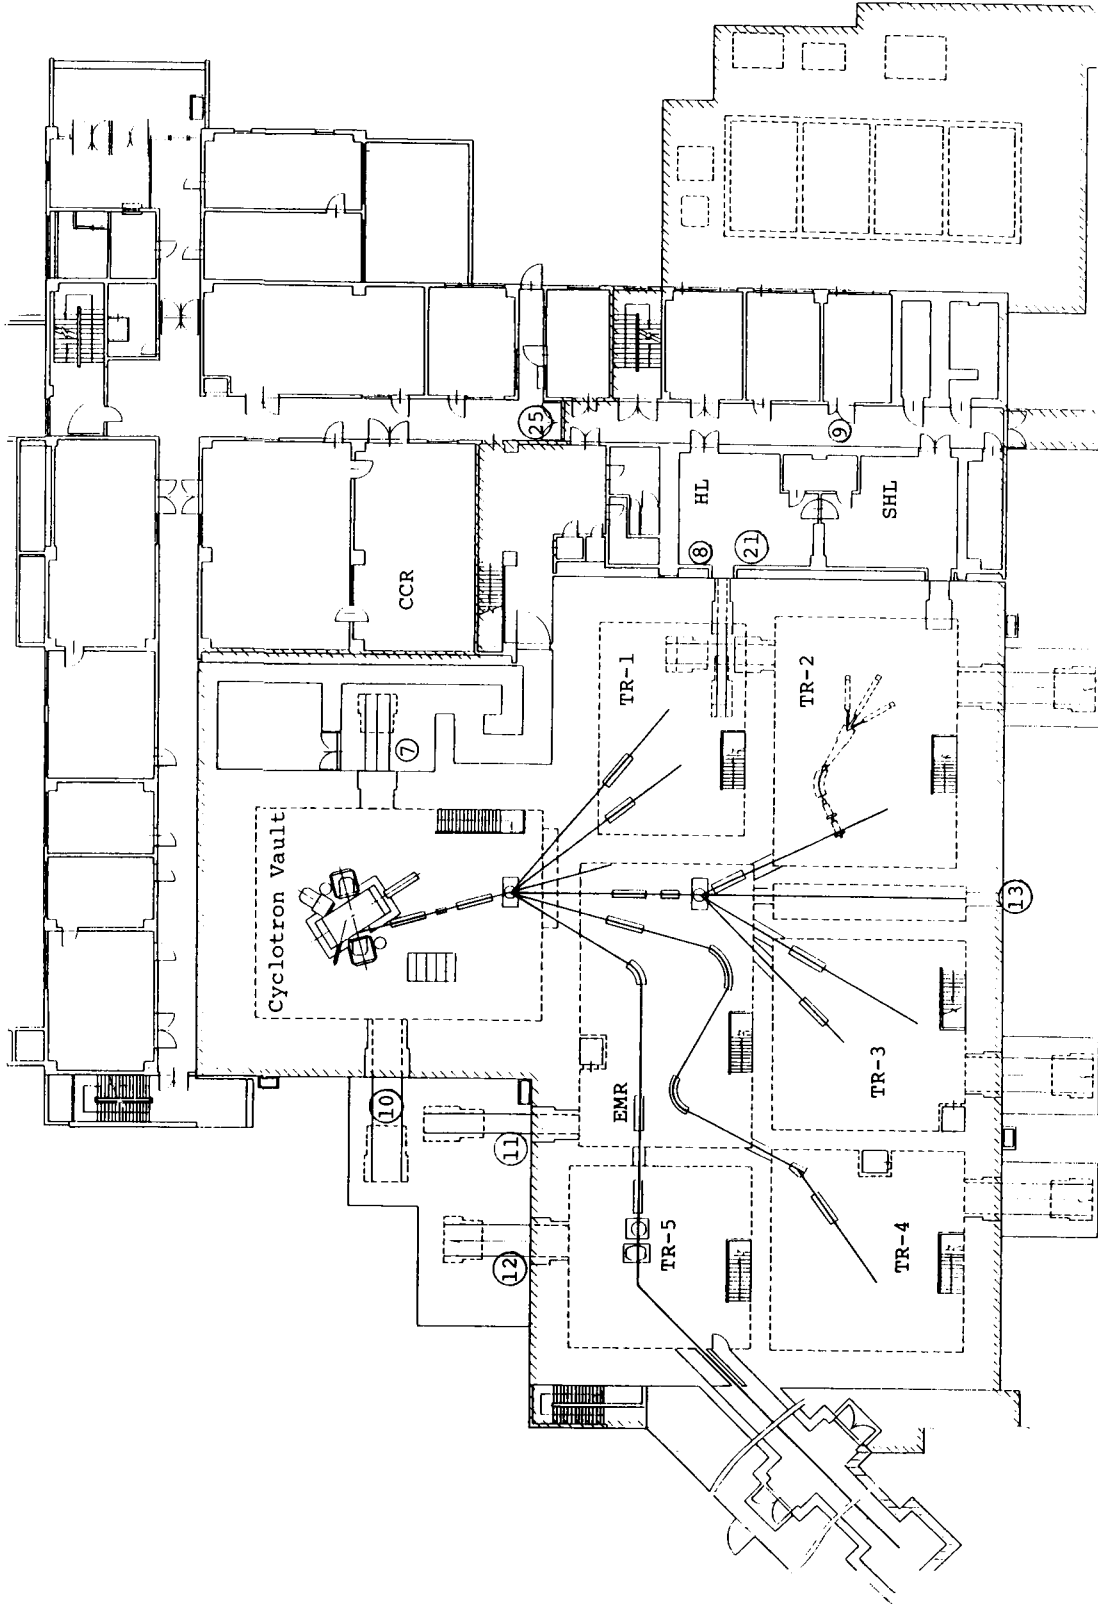 Cyclotron Vault
10
7
CCR
12
11
25
EMR
TR-1
TR-5
8
HL
21
TR-2
9
TR-3
SHL
TR-4
13